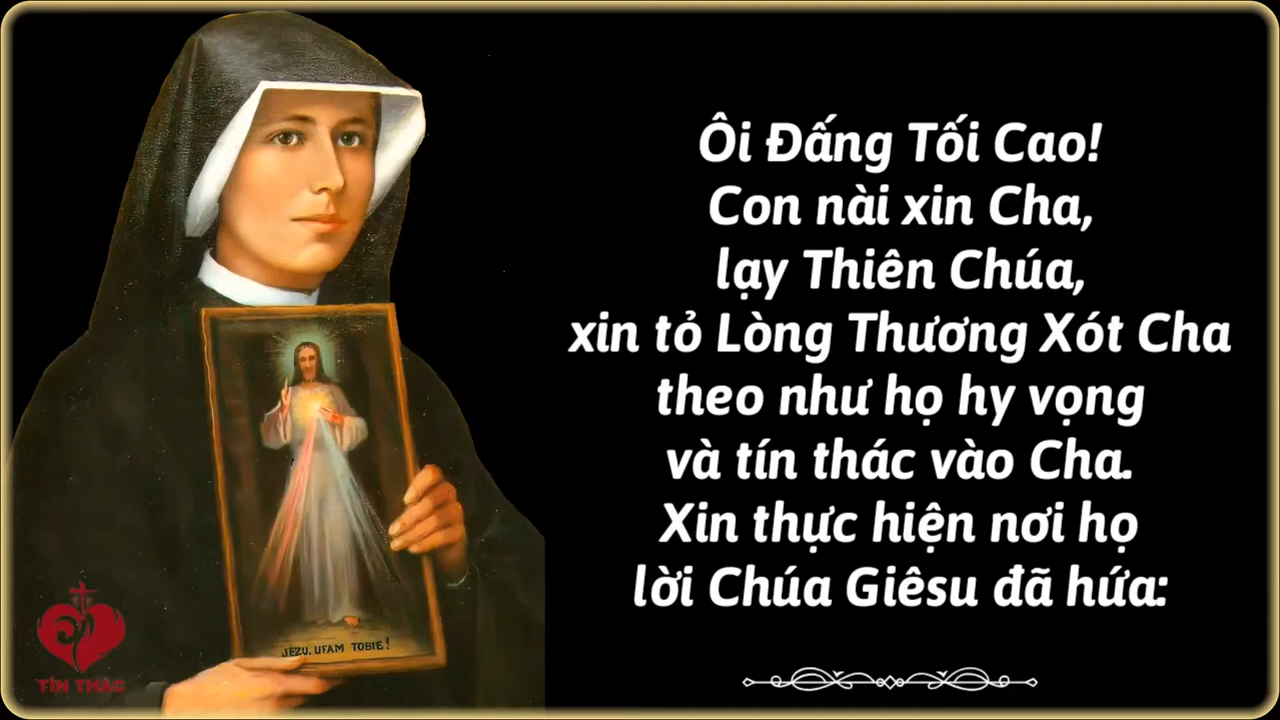 Ôi Đấng Tối Cao!
Con nài xin Cha,
lạy Thiên Chúa,
xin tỏ Lòng Thương Xót Cha
theo như họ hy vọng
và tín thác vào Cha.
Xin thực hiện nơi họ
lời Chúa Giêsu đã hứa:
JEZU, UFAM TOBIE!
TÍN THÁC